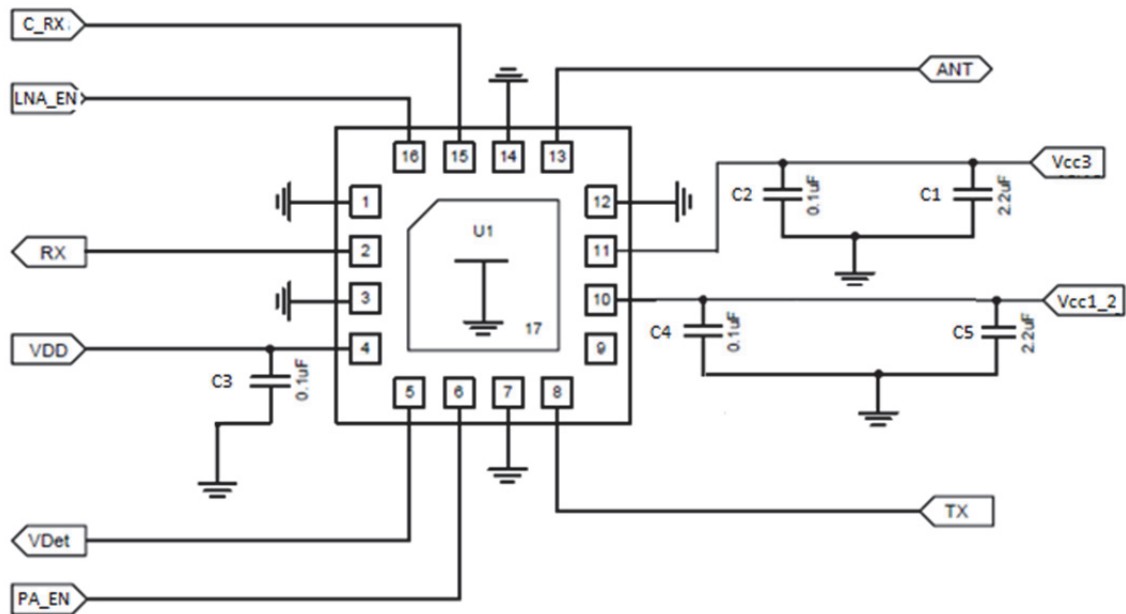 C_RX
ANT
LNA_EN
16
15
14
13
Vcc3
C2
0.1uF
C1
2.2uF
1
12
U1
RX
2
11
3
10
Vcc1_2
17
C4
0.1uF
C5
2.2uF
VDD
4
9
C3
0.1uF
5
6
7
8
TX
VDet
PA_EN